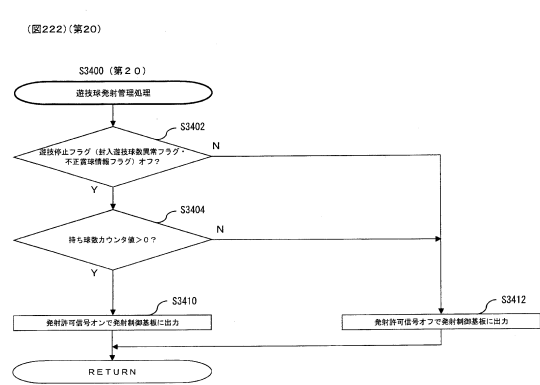 (図222)(第20)
S3400 (第20)
遊技球発射管理処理
S3402
遊技停止フラグ(封入遊技球数異常フラグ・
不正賞球情報フラグ)オフ?
N
Y
S3404
持ち球数カウンタ値>0?
N
Y
S3410
発射許可信号オンで発射制御基板に出力
S3412
発射許可信号オフで発射制御基板に出力
RETURN